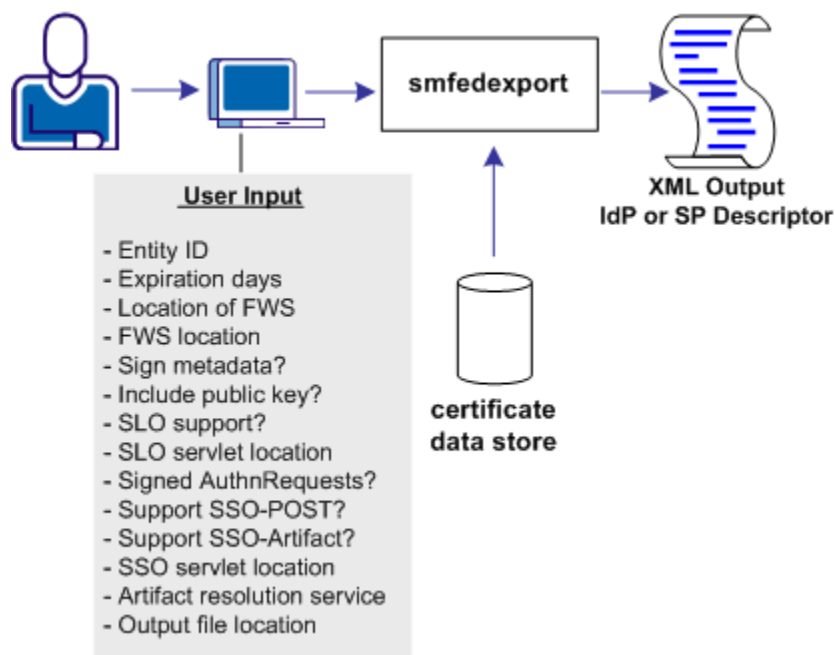 smfedexport
XML Output
IdP or SP Descriptor
User Input
- Entity ID
- Expiration days
- Location of FWS
- FWS location
- Sign metadata?
- Include public key?
- SLO support?
- SLO servlet location
- Signed AuthnRequests?
- Support SSO-POST?
- Support SSO-Artifact?
- SSO servlet location
- Artifact resolution service
- Output file location
certificate
data store